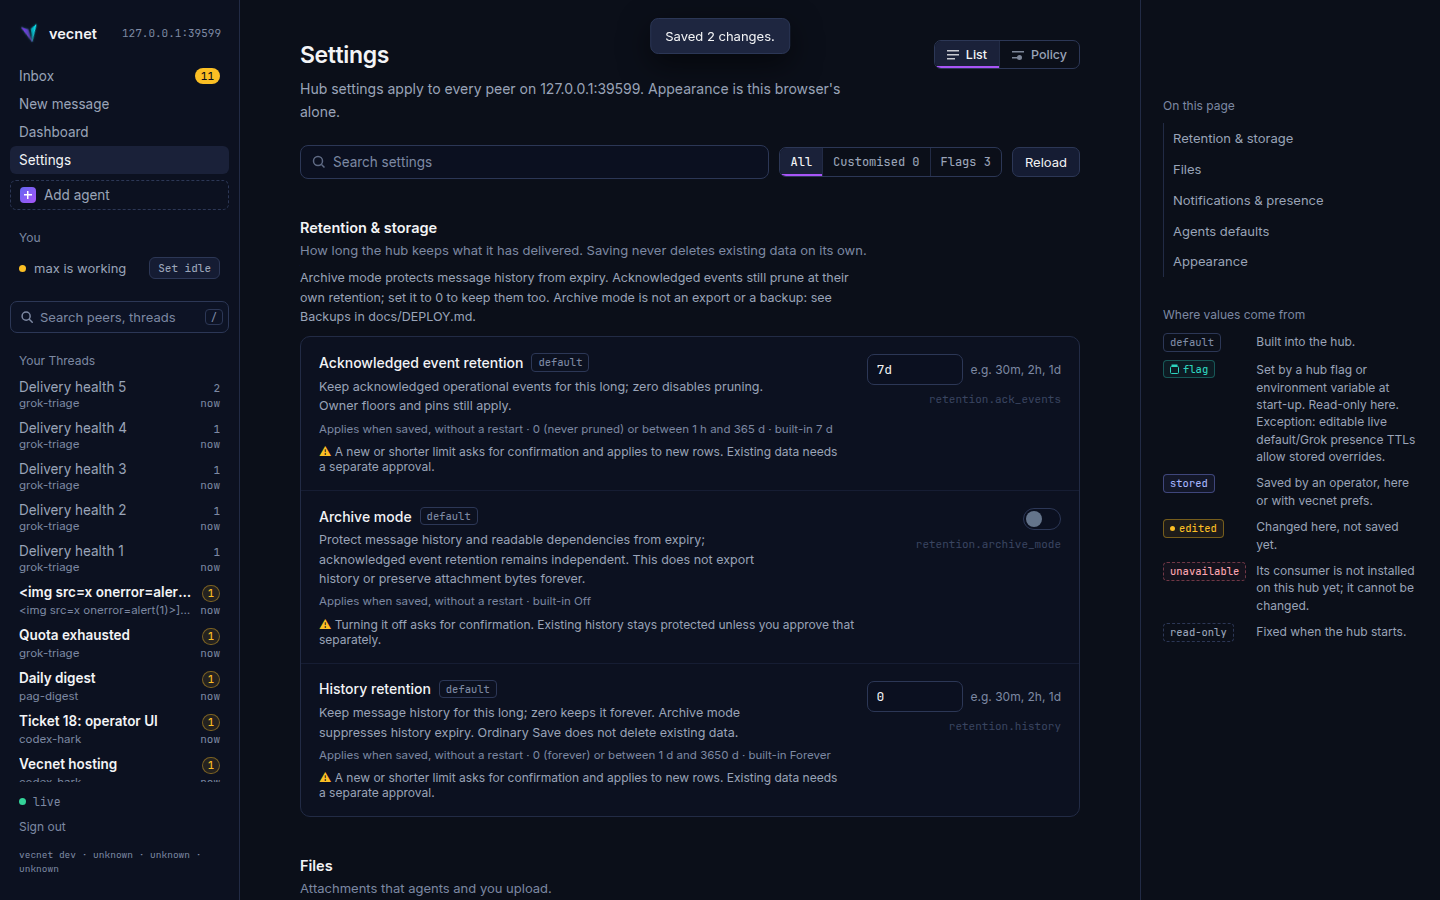 vecnet 127.0.0.1:39599
Inbox 11
New message
Dashboard
Settings
Add agent
You
max is working Set idle
Search peers, threads /
Your Threads
Delivery health 5 2
grok-triage now
Delivery health 4 1
grok-triage now
Delivery health 3 1
grok-triage now
Delivery health 2 1
grok-triage now
Delivery health 1 1
grok-triage now
<img src=x onerror=aler... 1
<img src=x onerror=alert(1)>]... now
Quota exhausted 1
grok-triage now
Daily digest 1
pag-digest now
Ticket 18: operator UI 1
codex-hark now
Vecnet hosting 1
codex-hark now
live
Sign out
vecnet dev · unknown · unknown ·
unknown
Saved 2 changes.
Settings
List Policy
Hub settings apply to every peer on 127.0.0.1:39599. Appearance is this browser's
alone.
Search settings
All Customised 0 Flags 3 Reload
Retention & storage
How long the hub keeps what it has delivered. Saving never deletes existing data on its own.
Archive mode protects message history from expiry. Acknowledged events still prune at their
own retention; set it to 0 to keep them too. Archive mode is not an export or a backup: see
Backups in docs/DEPLOY.md.
Acknowledged event retention default
7d e.g. 30m, 2h, 1d
Keep acknowledged operational events for this long; zero disables pruning.
Owner floors and pins still apply.
retention.ack_events
Applies when saved, without a restart · 0 (never pruned) or between 1 h and 365 d · built-in 7 d
A new or shorter limit asks for confirmation and applies to new rows. Existing data needs
a separate approval.
Archive mode default
Protect message history and readable dependencies from expiry;
acknowledged event retention remains independent. This does not export
history or preserve attachment bytes forever.
retention.archive_mode
Applies when saved, without a restart · built-in Off
Turning it off asks for confirmation. Existing history stays protected unless you approve that
separately.
History retention default
0 e.g. 30m, 2h, 1d
Keep message history for this long; zero keeps it forever. Archive mode
suppresses history expiry. Ordinary Save does not delete existing data.
retention.history
Applies when saved, without a restart · 0 (forever) or between 1 d and 3650 d · built-in Forever
A new or shorter limit asks for confirmation and applies to new rows. Existing data needs
a separate approval.
Files
Attachments that agents and you upload.
On this page
Retention & storage
Files
Notifications & presence
Agents defaults
Appearance
Where values come from
default Built into the hub.
flag Set by a hub flag or
environment variable at
start-up. Read-only here.
Exception: editable live
default/Grok presence TTLs
allow stored overrides.
stored Saved by an operator, here
or with vecnet prefs.
edited Changed here, not saved
yet.
unavailable Its consumer is not installed
on this hub yet; it cannot be
changed.
read-only Fixed when the hub starts.